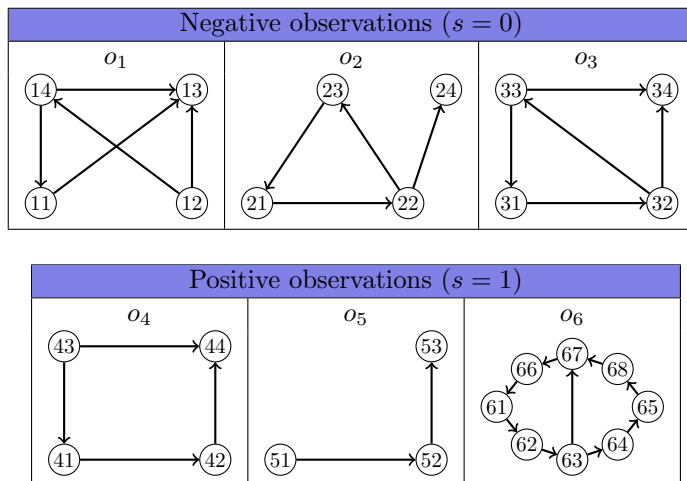 Negative observations (s = 0)
o1 o2 o3
14 13 23 24 33 34
11 12 21 22 31 32
Positive observations (s = 1)
o4 o5 o6
43 44 53 67
66 68
61 65
62 64
41 42 51 52 63